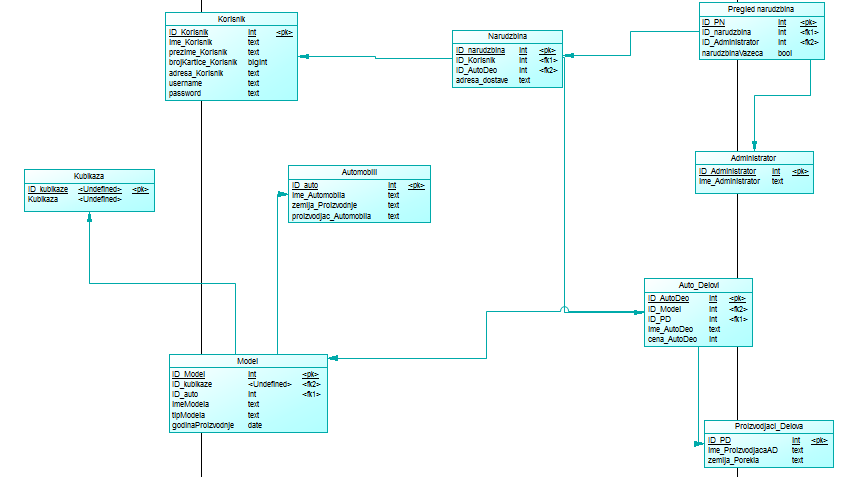 Korisnik
ID_Korisnik Int <pk>
Ime_Korisnik text
prezime_Korisnik text
brojKartice_Korisnik bigint
adresa_Korisnik text
username text
password text
Narudzbina
ID_narudzbina Int <pk>
ID_Korisnik Int <fk1>
ID_AutoDeo Int <fk2>
adresa_dostave text
Pregled narudzbina
ID_PN Int <pk>
ID_narudzbina Int <fk1>
ID_Administrator Int <fk2>
narudzbinaVazeca bool
Administrator
ID_Administrator Int <pk>
Ime_Administrator text
Kubikaza
ID_kubikaze <Undefined> <pk>
Kubikaza <Undefined>
Automobili
ID_auto Int <pk>
Ime_Automobila text
zemlja_Proizvodnje text
proizvodjac_Automobila text
Auto_Delovi
ID_AutoDeo Int <pk>
ID_Model Int <fk2>
ID_PD Int <fk1>
Ime_AutoDeo text
cena_AutoDeo Int
Model
ID_Model Int <pk>
ID_kubikaze <Undefined> <fk2>
ID_auto Int <fk1>
ImeModela text
tipModela text
godinaProizvodnje date
Proizvodjaci_Delova
ID_PD Int <pk>
Ime_ProizvodjacaAD text
zemlja_Porekla text